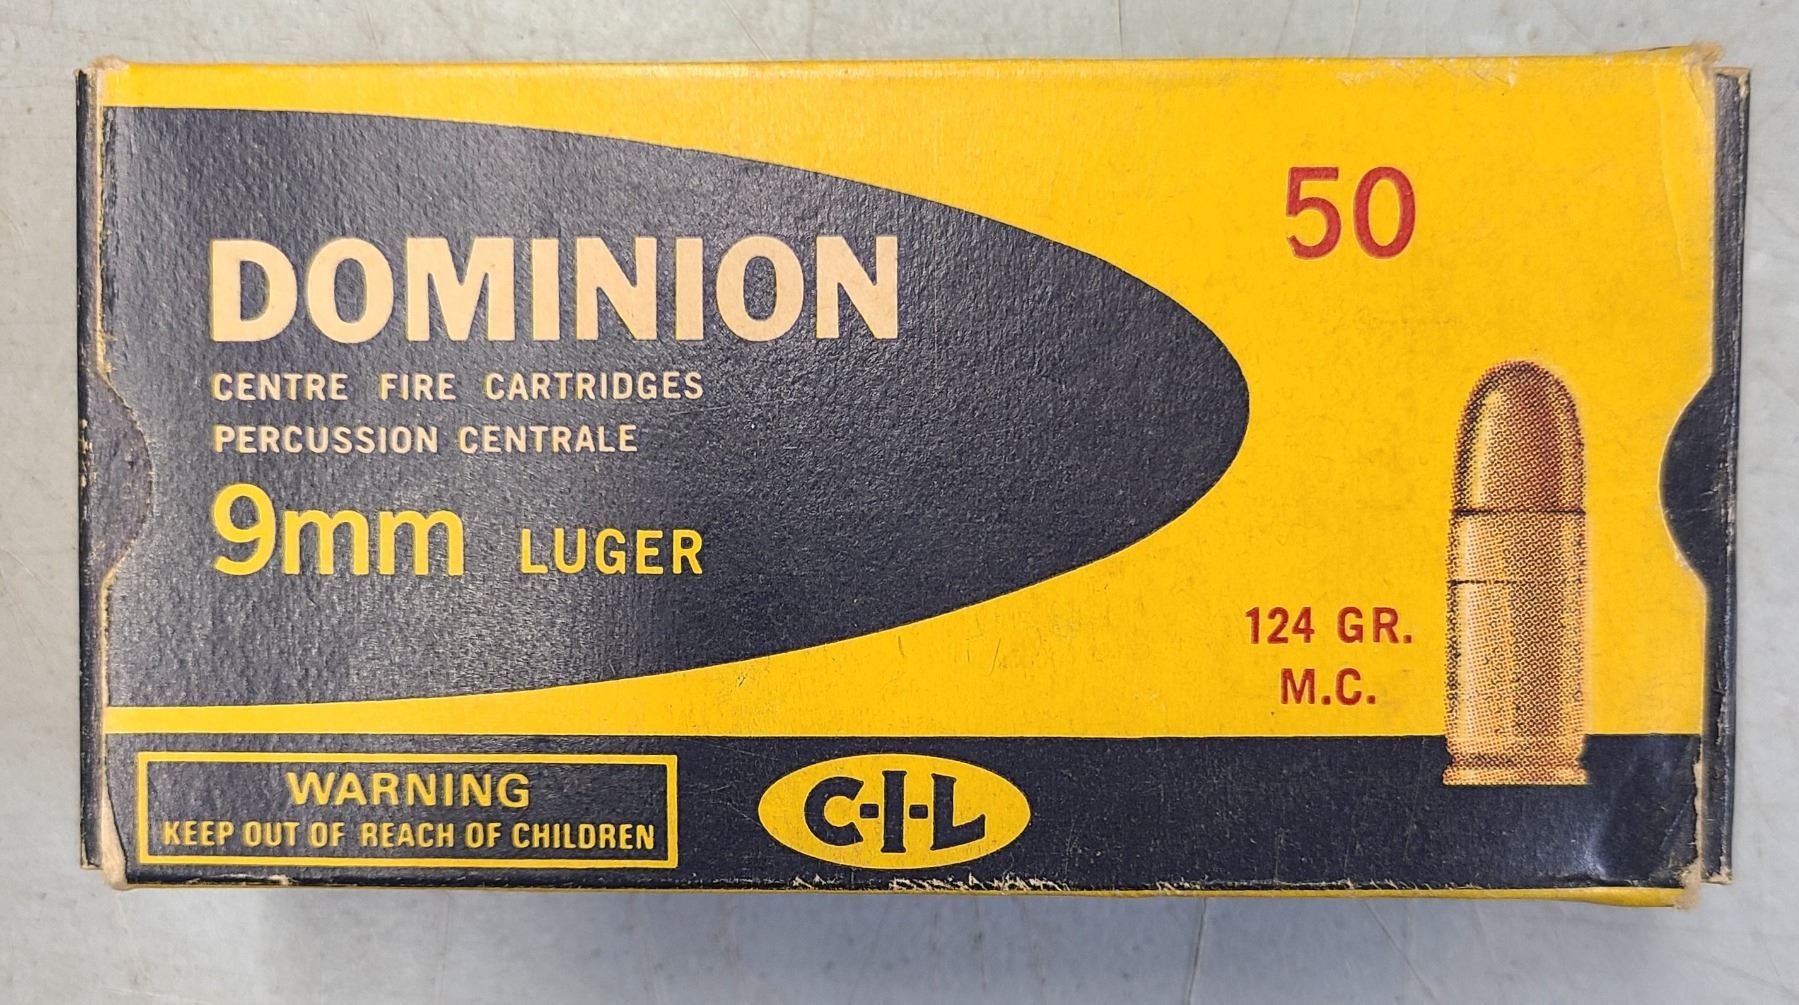 DOMINION
CENTRE FIRE CARTRIDGES
PERCUSSION CENTRALE
9mm LUGER
50
124 GR.
M.C.
WARNING
KEEP OUT OF REACH OF CHILDREN
C-I-L